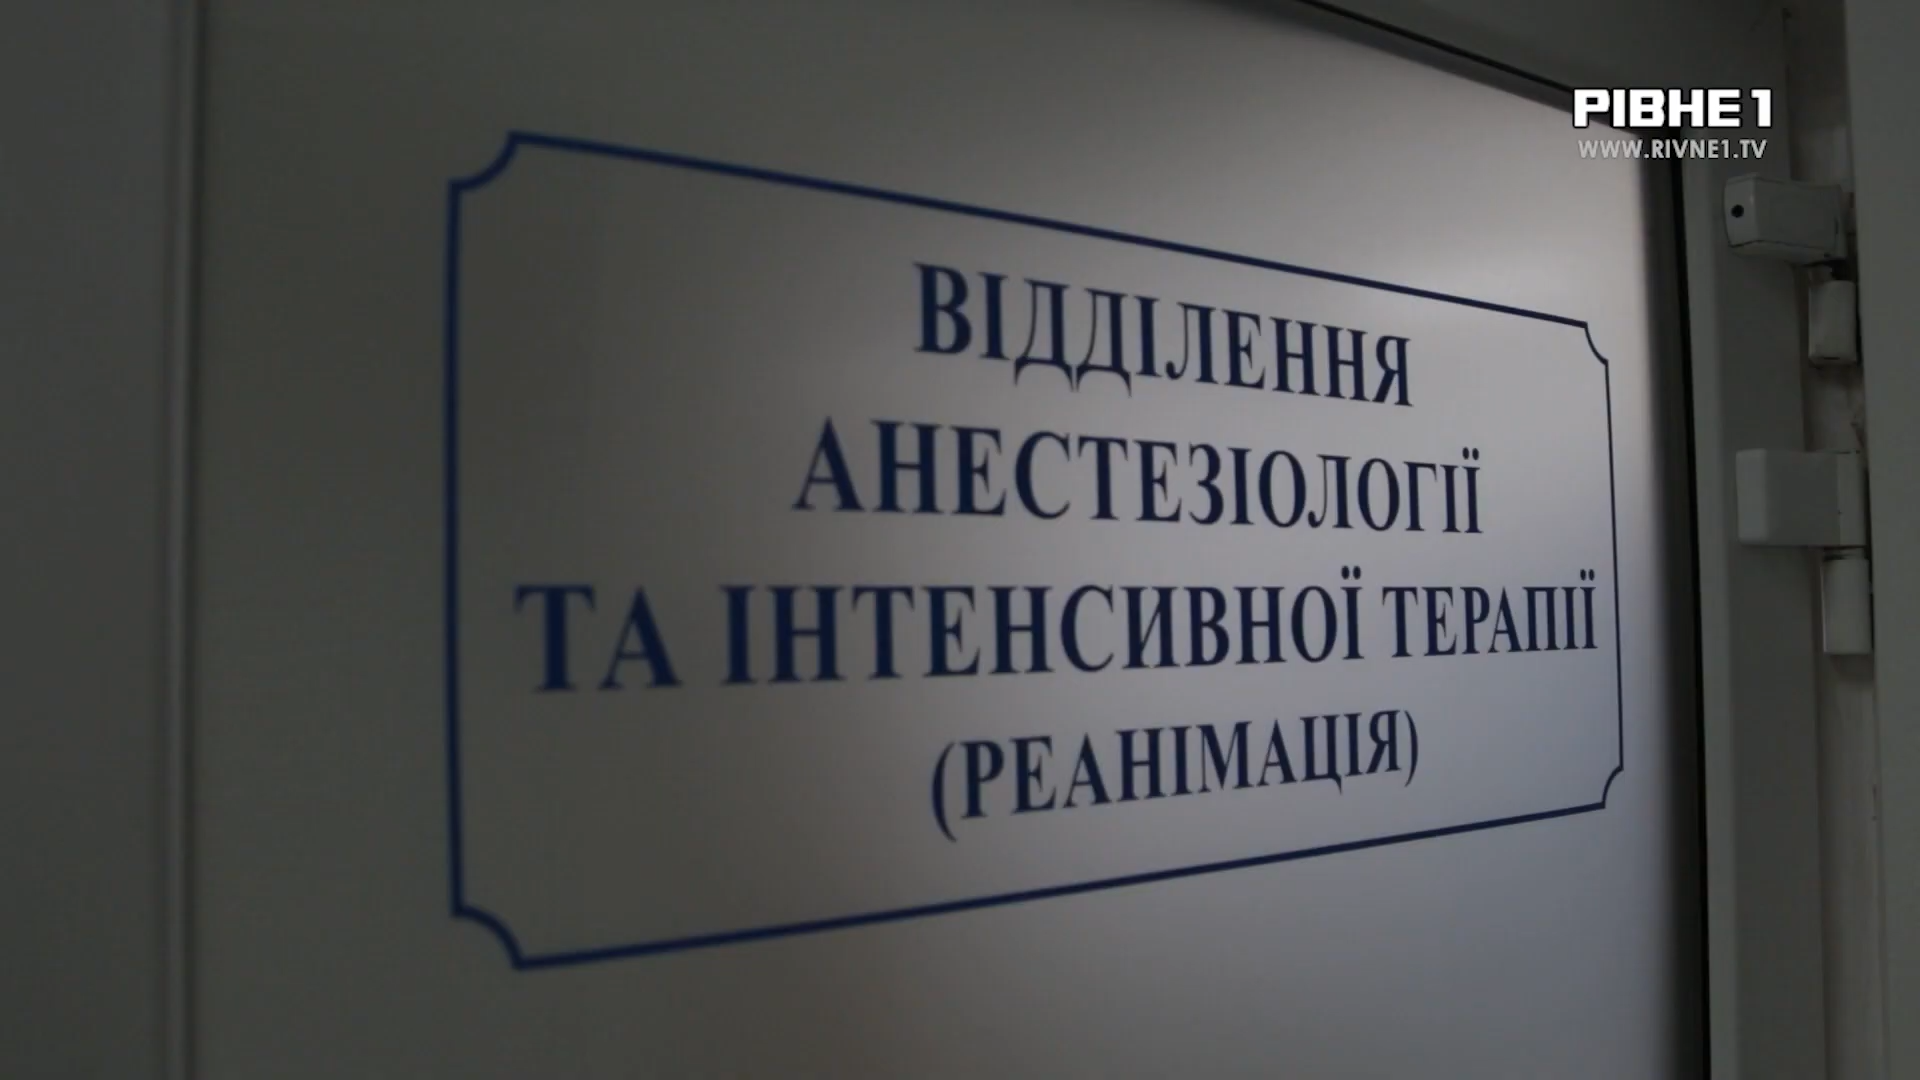 РІВНЕ 1
WWW.RIVNE1.TV
ВІДДІЛЕННЯ
АНЕСТЕЗІОЛОГІЇ
ТА ІНТЕНСИВНОЇ ТЕРАПІЇ
(РЕАНІМАЦІЯ)